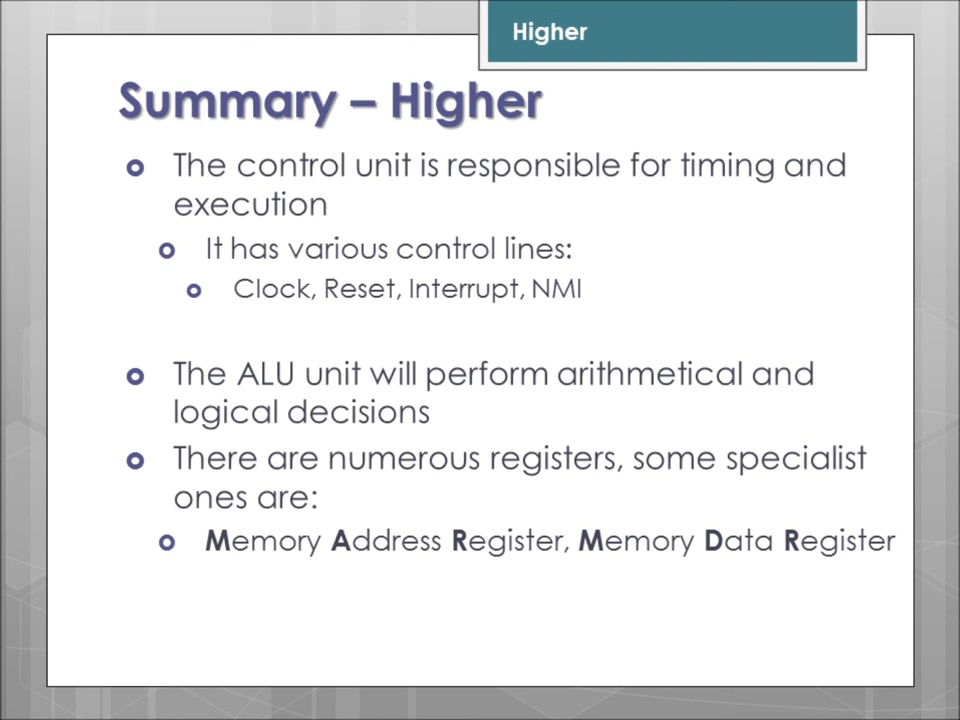 Higher
Summary – Higher
The control unit is responsible for timing and
execution
It has various control lines:
Clock, Reset, Interrupt, NMI
The ALU unit will perform arithmetical and
logical decisions
There are numerous registers, some specialist
ones are:
Memory Address Register, Memory Data Register